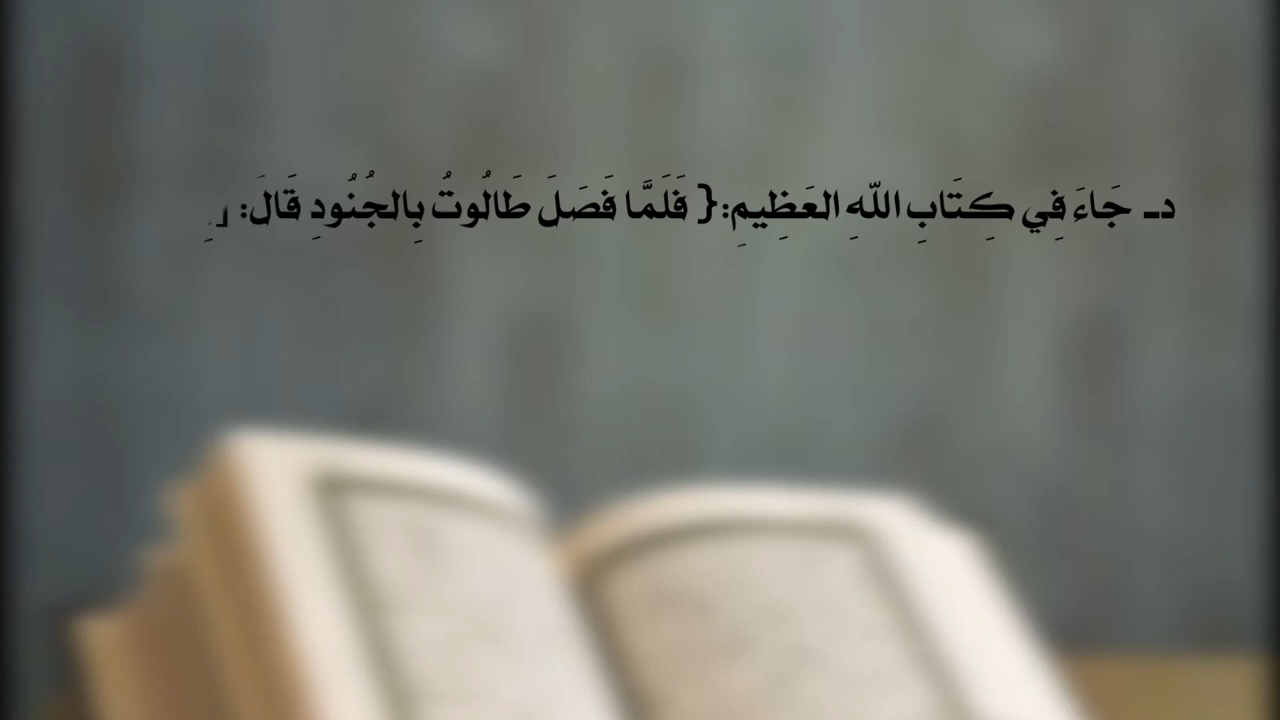 د- جَاءَ فِي كِتَابِ اللّهِ العَظِيمِ:{ فَلَمَّا فَصَلَ طَالُوتُ بِالجُنُودِ قَالَ: